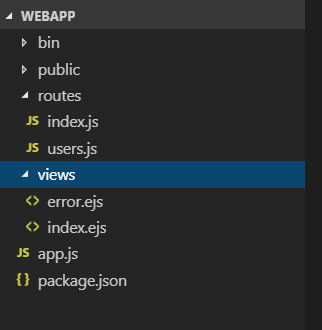 WEBAPP
bin
public
routes
JS index.js
JS users.js
views
<> error.ejs
<> index.ejs
JS app.js
{} package.json